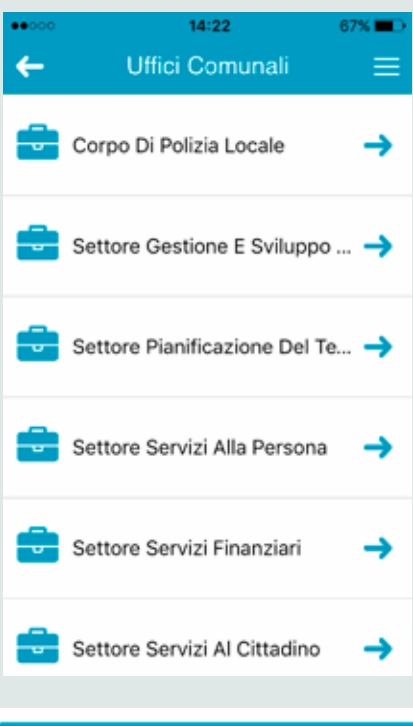 14:22 67%
Uffici Comunali
Corpo Di Polizia Locale
Settore Gestione E Sviluppo ...
Settore Pianificazione Del Te...
Settore Servizi Alla Persona
Settore Servizi Finanziari
Settore Servizi Al Cittadino